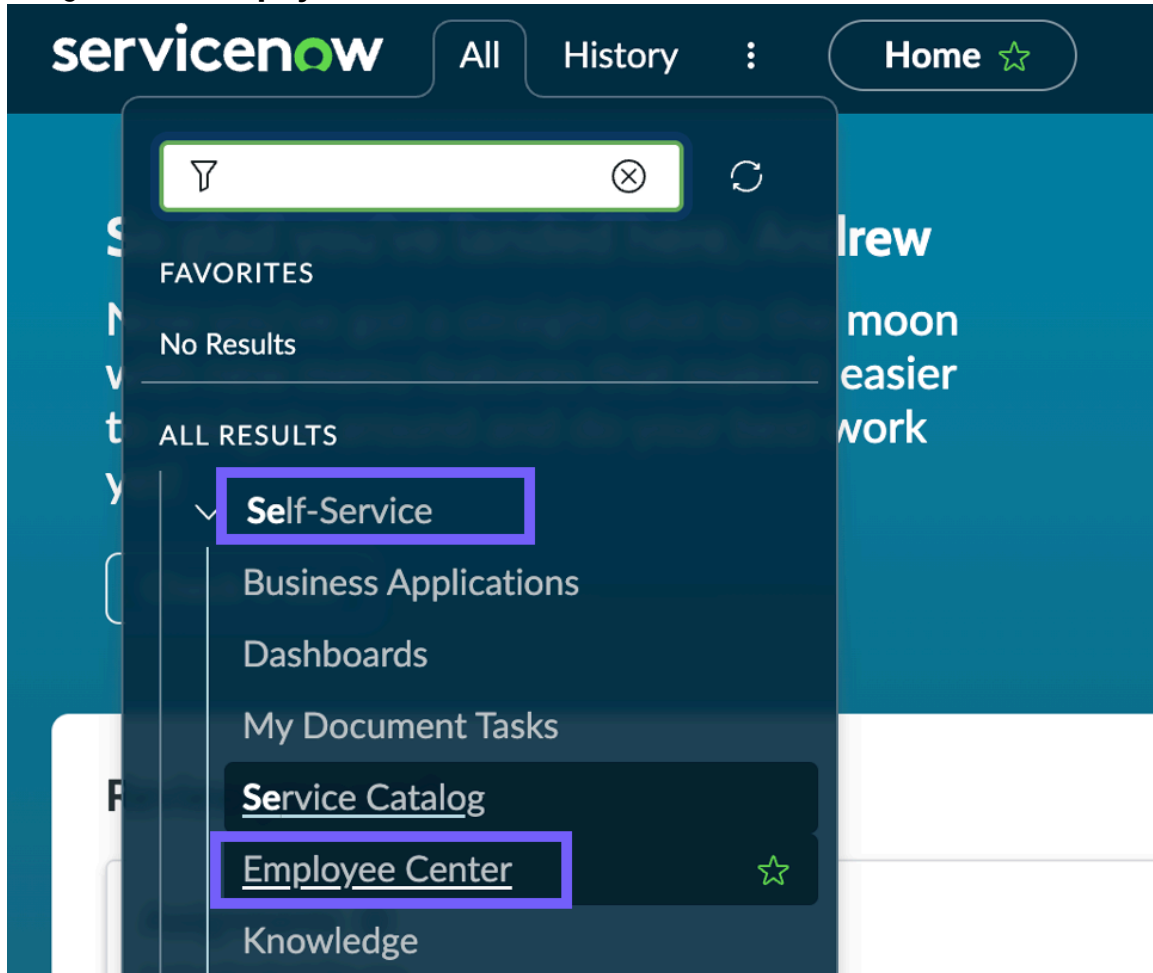 servicenow All History Home
lrew
FAVORITES
moon
No Results
easier
ALL RESULTS
work
Self-Service
Business Applications
Dashboards
My Document Tasks
Service Catalog
Employee Center
Knowledge